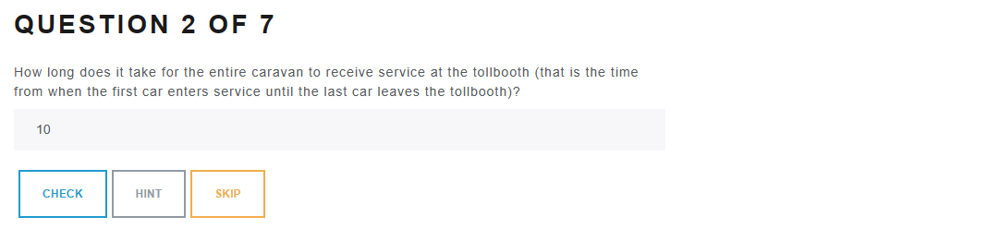 QUESTION 2 OF 7
How long does it take for the entire caravan to receive service at the tollbooth (that is the time
from when the first car enters service until the last car leaves the tollbooth)?
10
CHECK HINT SKIP